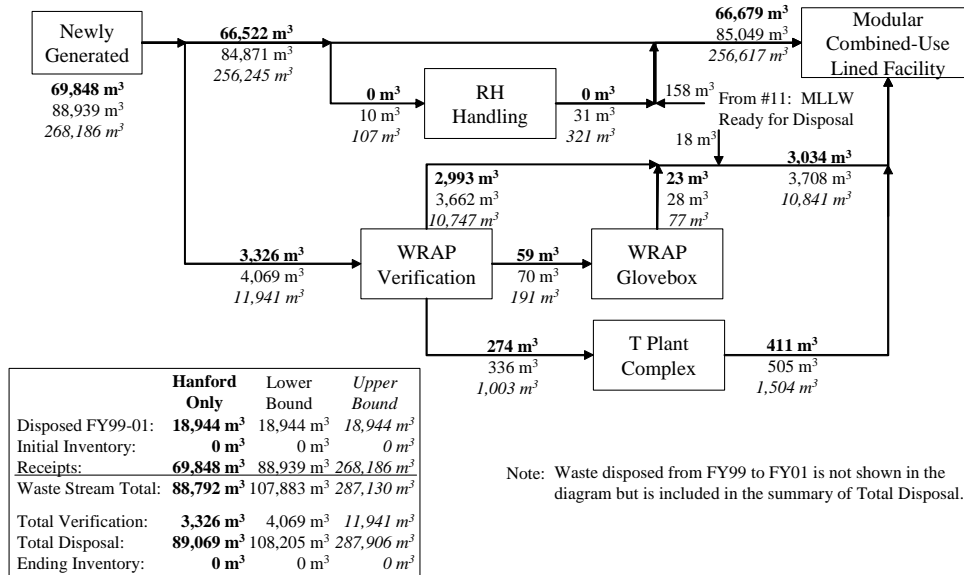 Newly
Generated
69,848 m³
88,939 m³
268,186 m³
66,522 m³
84,871 m³
256,245 m³
66,679 m³
85,049 m³
256,617 m³
Modular
Combined-Use
Lined Facility
0 m³
10 m³
107 m³
RH
Handling
0 m³
31 m³
321 m³
158 m³
From #11: MLLW
Ready for Disposal
18 m³
2,993 m³
3,662 m³
10,747 m³
23 m³
28 m³
77 m³
3,034 m³
3,708 m³
10,841 m³
3,326 m³
4,069 m³
11,941 m³
WRAP
Verification
59 m³
70 m³
191 m³
WRAP
Glovebox
274 m³
336 m³
1,003 m³
T Plant
Complex
411 m³
505 m³
1,504 m³
Hanford Only Lower Bound Upper Bound
Disposed FY99-01: 18,944 m³ 18,944 m³ 18,944 m³
Initial Inventory: 0 m³ 0 m³ 0 m³
Receipts: 69,848 m³ 88,939 m³ 268,186 m³
Waste Stream Total: 88,792 m³ 107,883 m³ 287,130 m³
Total Verification: 3,326 m³ 4,069 m³ 11,941 m³
Total Disposal: 89,069 m³ 108,205 m³ 287,906 m³
Ending Inventory: 0 m³ 0 m³ 0 m³
Note: Waste disposed from FY99 to FY01 is not shown in the
diagram but is included in the summary of Total Disposal.